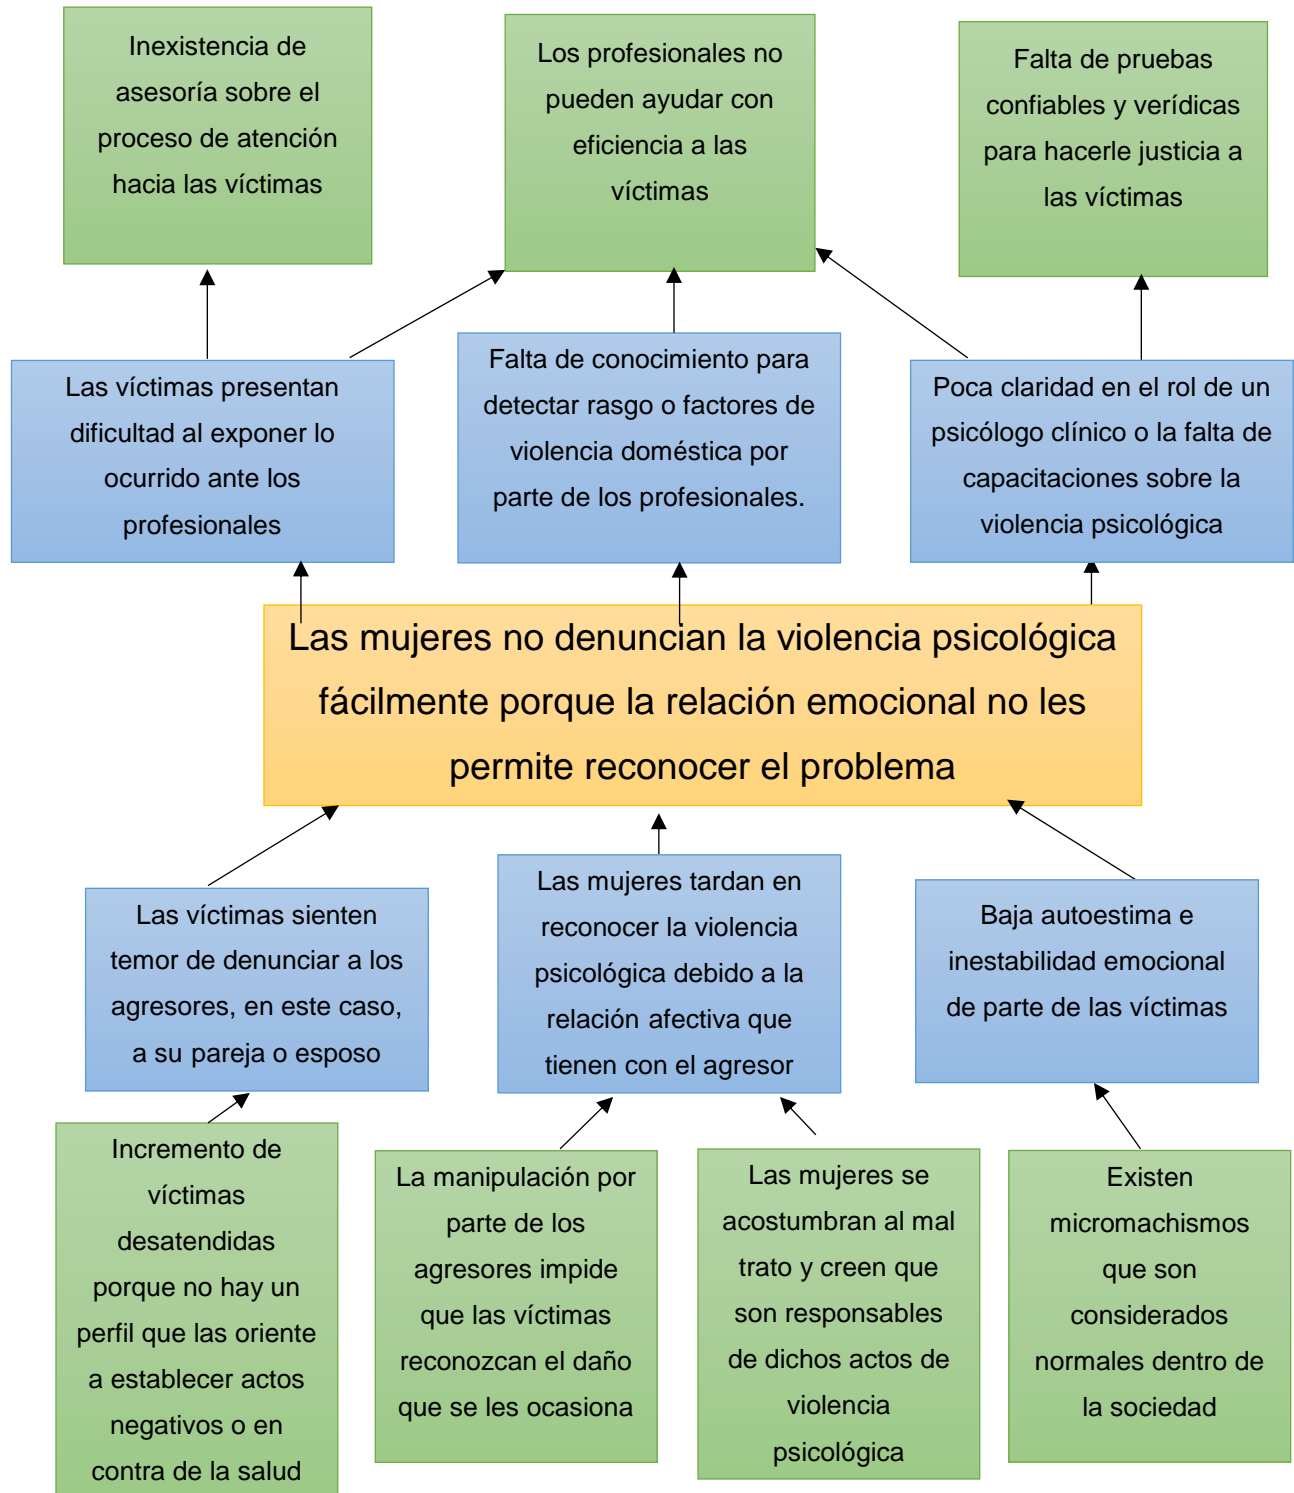 Inexistencia de
asesoría sobre el
proceso de atención
hacia las víctimas
Los profesionales no
pueden ayudar con
eficiencia a las
víctimas
Falta de pruebas
confiables y verídicas
para hacerle justicia a
las víctimas
Las víctimas presentan
dificultad al exponer lo
ocurrido ante los
profesionales
Falta de conocimiento para
detectar rasgo o factores de
violencia doméstica por
parte de los profesionales.
Poca claridad en el rol de un
psicólogo clínico o la falta de
capacitaciones sobre la
violencia psicológica
Las mujeres no denuncian la violencia psicológica
fácilmente porque la relación emocional no les
permite reconocer el problema
Las víctimas sienten
temor de denunciar a los
agresores, en este caso,
a su pareja o esposo
Las mujeres tardan en
reconocer la violencia
psicológica debido a la
relación afectiva que
tienen con el agresor
Baja autoestima e
inestabilidad emocional
de parte de las víctimas
Incremento de
víctimas
desatendidas
porque no hay un
perfil que las oriente
a establecer actos
negativos o en
contra de la salud
La manipulación por
parte de los
agresores impide
que las víctimas
reconozcan el daño
que se les ocasiona
Las mujeres se
acostumbran al mal
trato y creen que
son responsables
de dichos actos de
violencia
psicológica
Existen
micromachismos
que son
considerados
normales dentro de
la sociedad